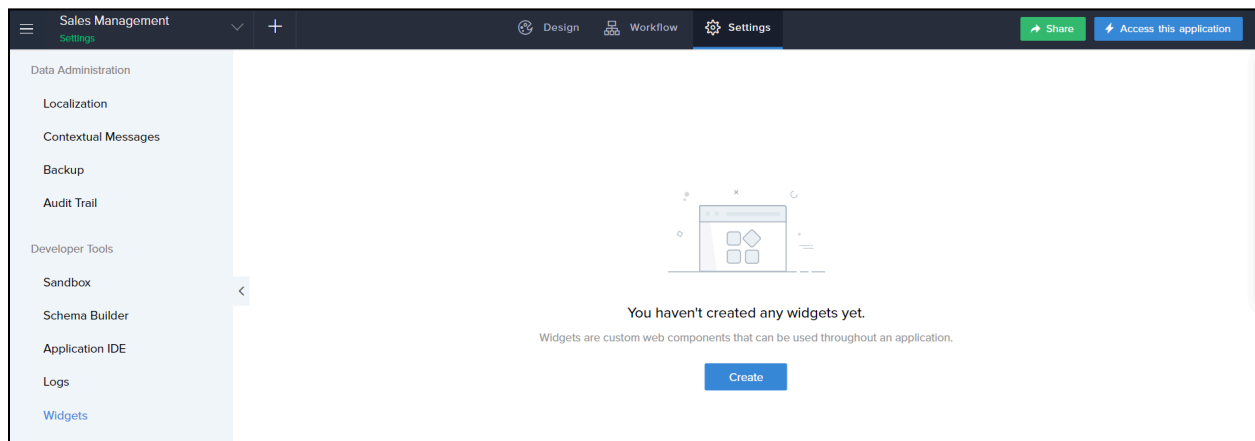 Sales Management
Settings
Design
Workflow
Settings
Share
Access this application
Data Administration
Localization
Contextual Messages
Backup
Audit Trail
Developer Tools
Sandbox
Schema Builder
Application IDE
Logs
Widgets
You haven't created any widgets yet.
Widgets are custom web components that can be used throughout an application.
Create